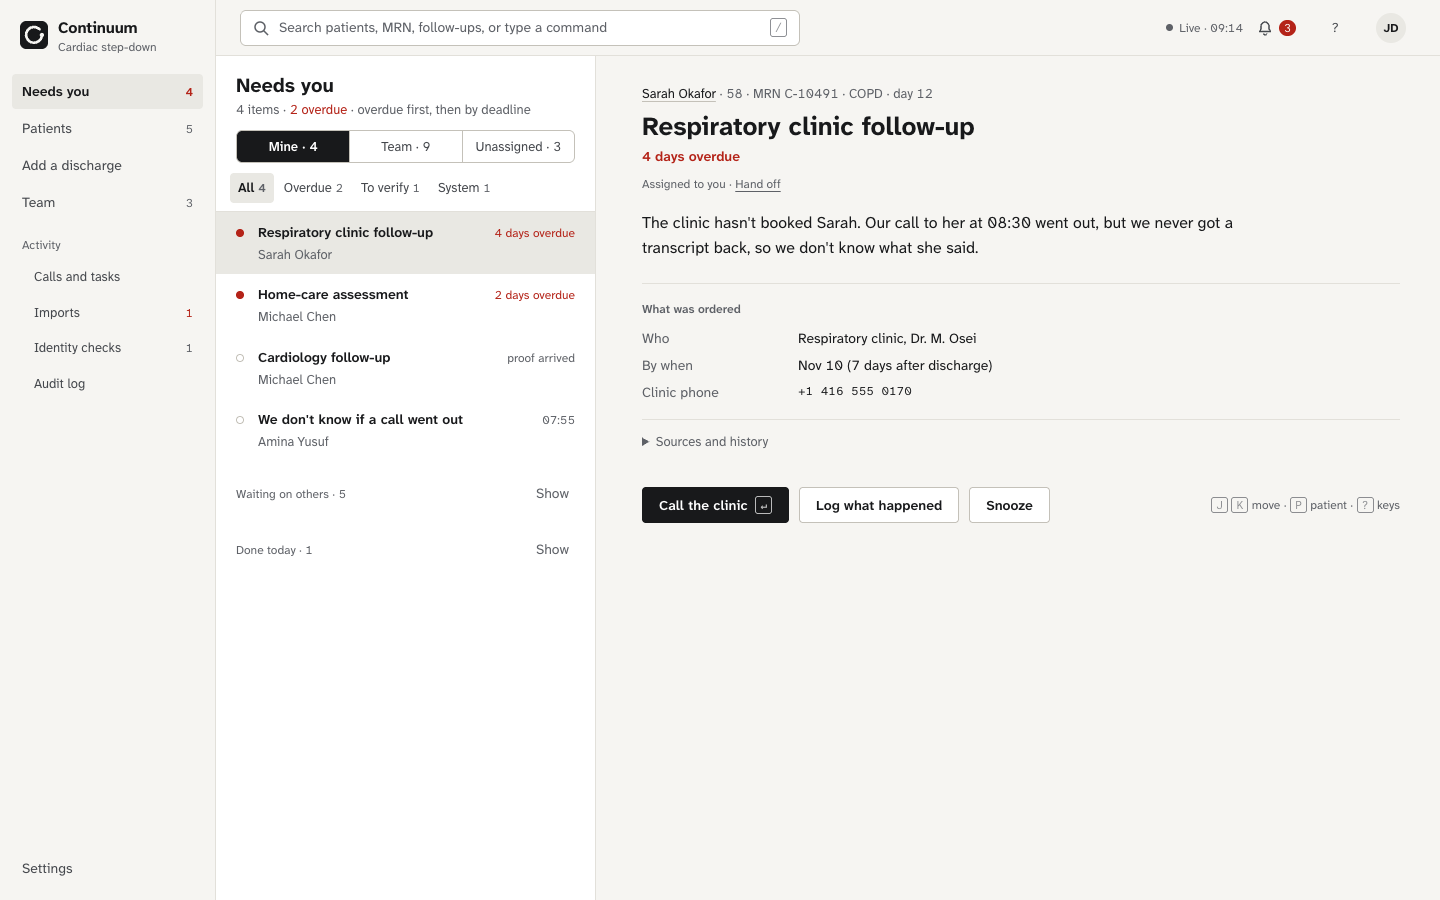 Continuum
Cardiac step-down
Needs you 4
Patients 5
Add a discharge
Team 3
Activity
Calls and tasks
Imports 1
Identity checks 1
Audit log
Settings
Search patients, MRN, follow-ups, or type a command /
Live · 09:14
3
?
JD
Needs you
4 items · 2 overdue · overdue first, then by deadline
Mine · 4 Team · 9 Unassigned · 3
All 4 Overdue 2 To verify 1 System 1
Respiratory clinic follow-up 4 days overdue
Sarah Okafor
Home-care assessment 2 days overdue
Michael Chen
Cardiology follow-up proof arrived
Michael Chen
We don't know if a call went out 07:55
Amina Yusuf
Waiting on others · 5 Show
Done today · 1 Show
Sarah Okafor · 58 · MRN C-10491 · COPD · day 12
Respiratory clinic follow-up
4 days overdue
Assigned to you · Hand off
The clinic hasn't booked Sarah. Our call to her at 08:30 went out, but we never got a
transcript back, so we don't know what she said.
What was ordered
Who Respiratory clinic, Dr. M. Osei
By when Nov 10 (7 days after discharge)
Clinic phone +1 416 555 0170
▶ Sources and history
Call the clinic ↵ Log what happened Snooze
J K move · P patient · ? keys